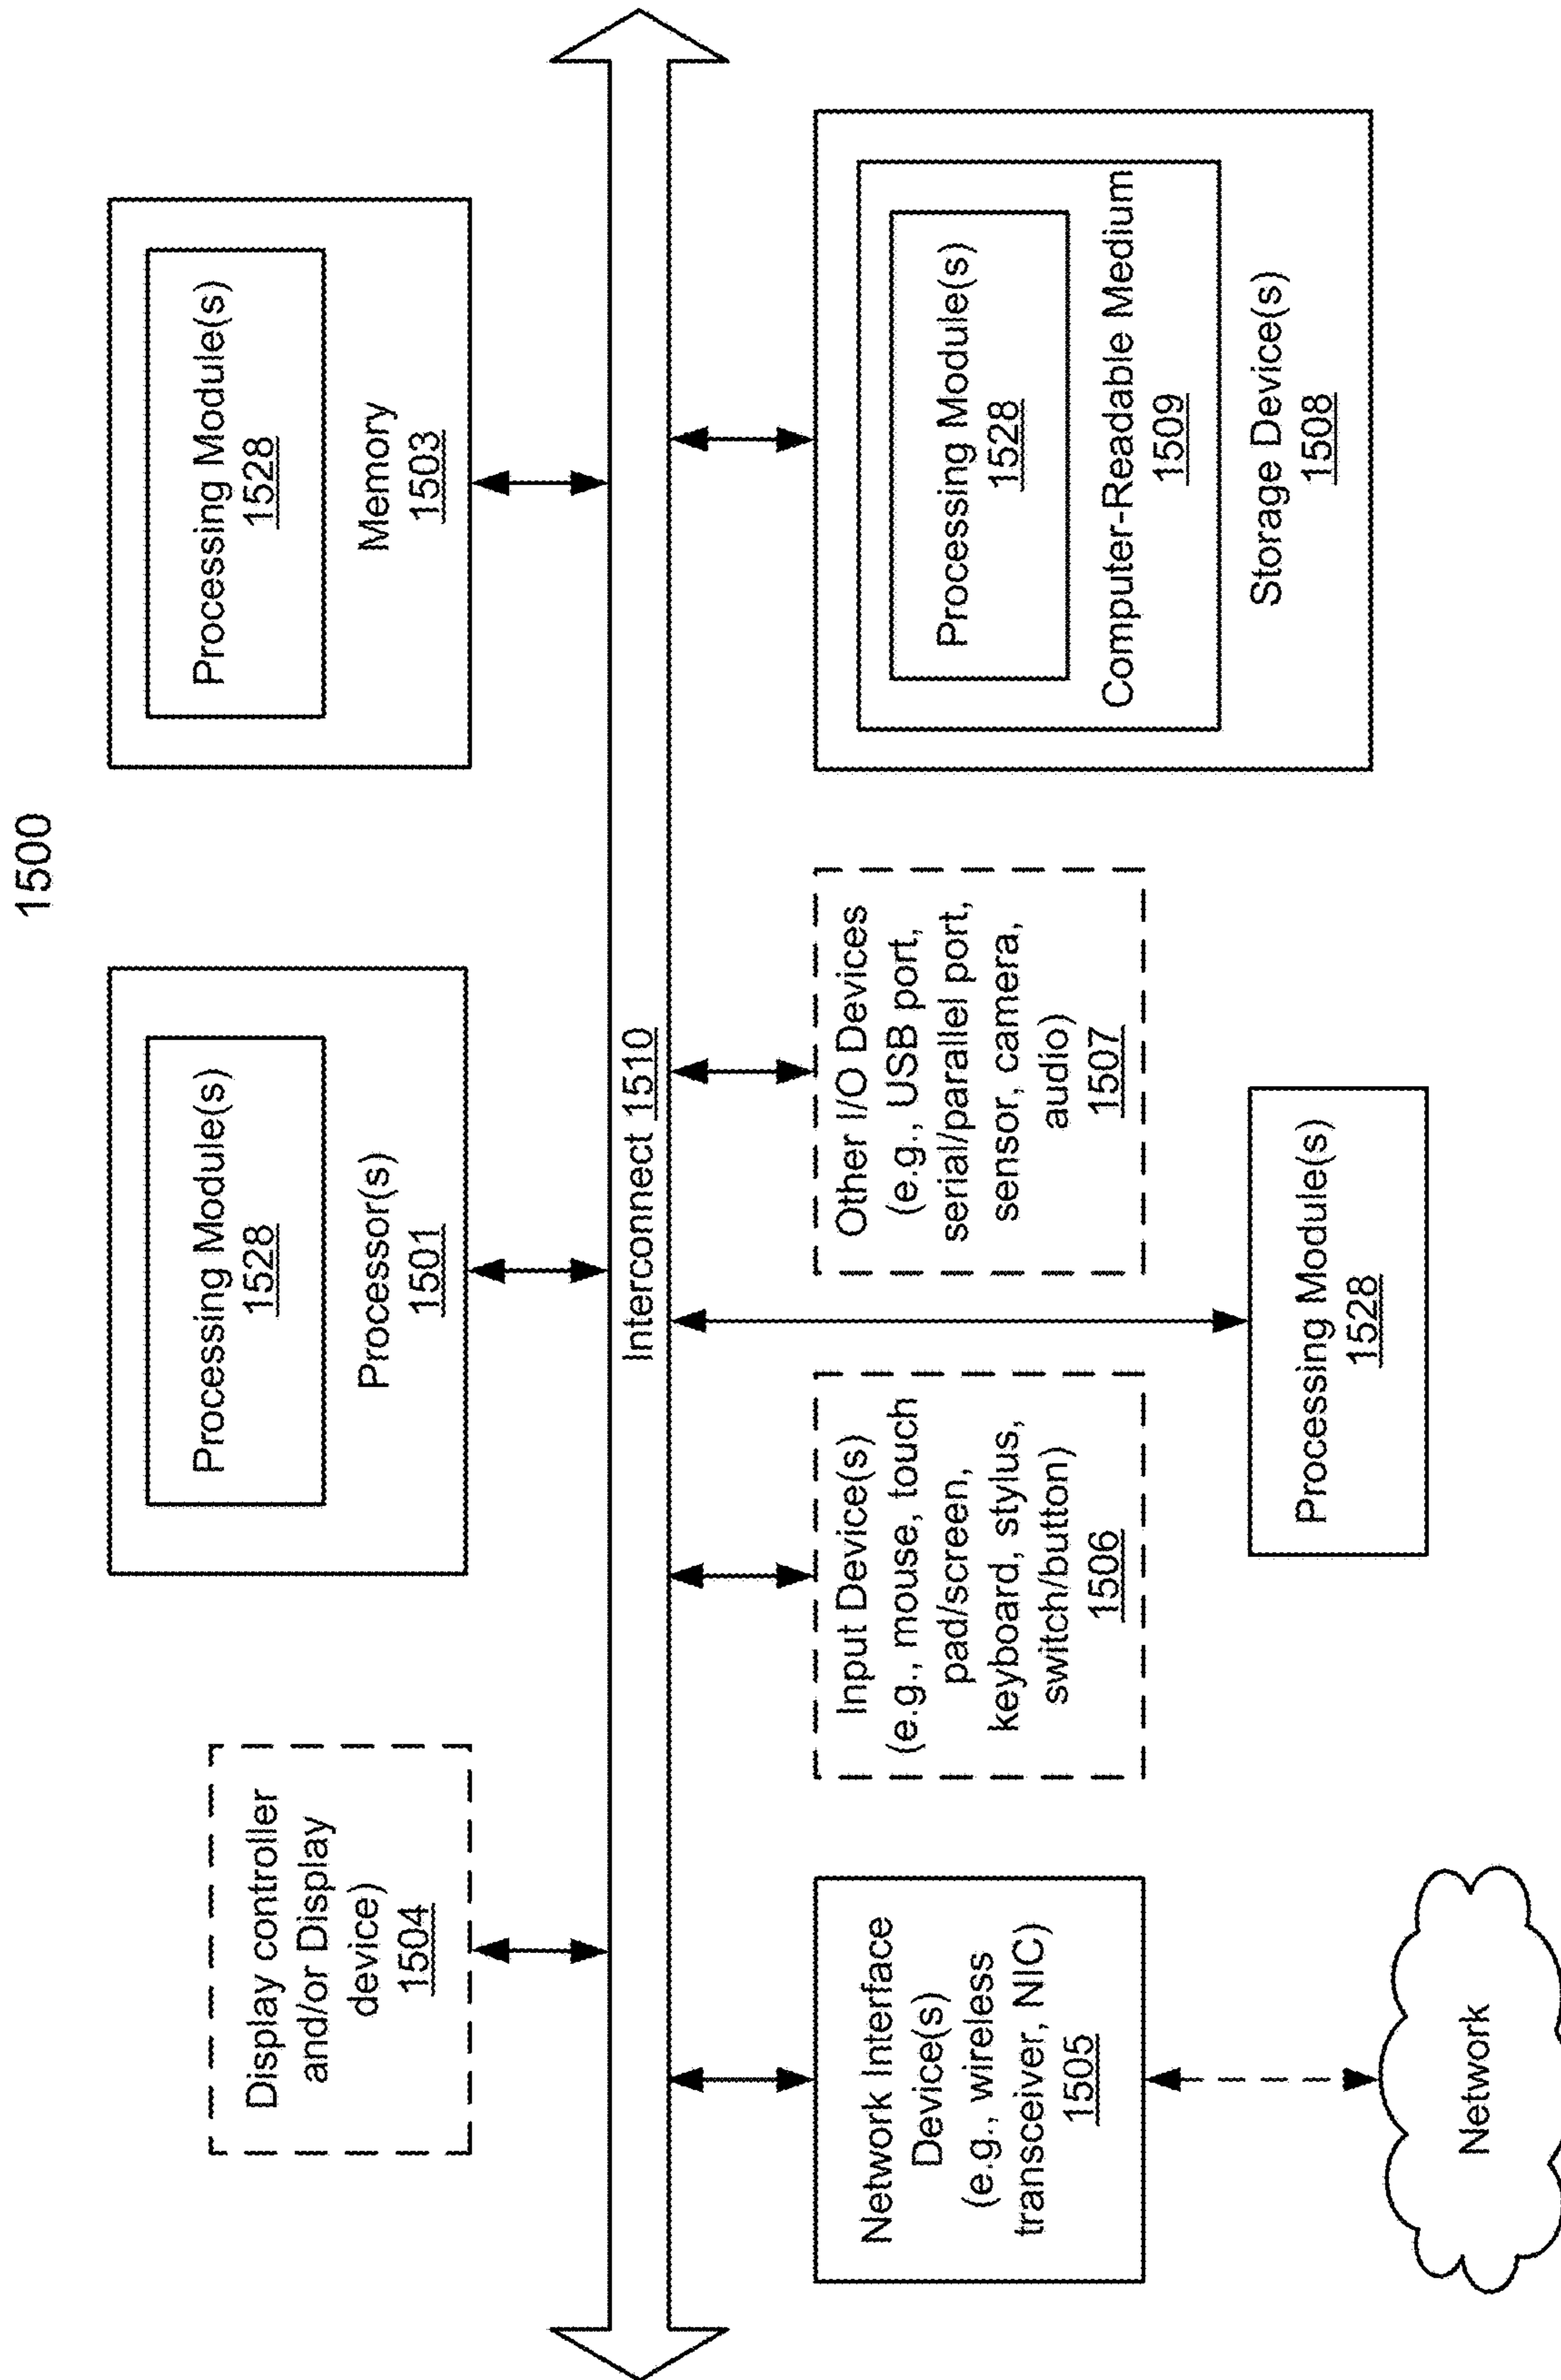 1500
Display controller
and/or Display
device)
1504
Processing Module(s)
1528
Processor(s)
1501
Processing Module(s)
1528
Memory
1503
Interconnect 1510
Network Interface
Device(s)
(e.g., wireless
transceiver, NIC)
1505
Input Device(s)
(e.g., mouse, touch
pad/screen,
keyboard, stylus,
switch/button)
1506
Other I/O Devices
(e.g., USB port,
serial/parallel port,
sensor, camera,
audio)
1507
Processing Module(s)
1528
Computer-Readable Medium
1509
Storage Device(s)
1508
Processing Module(s)
1528
Network